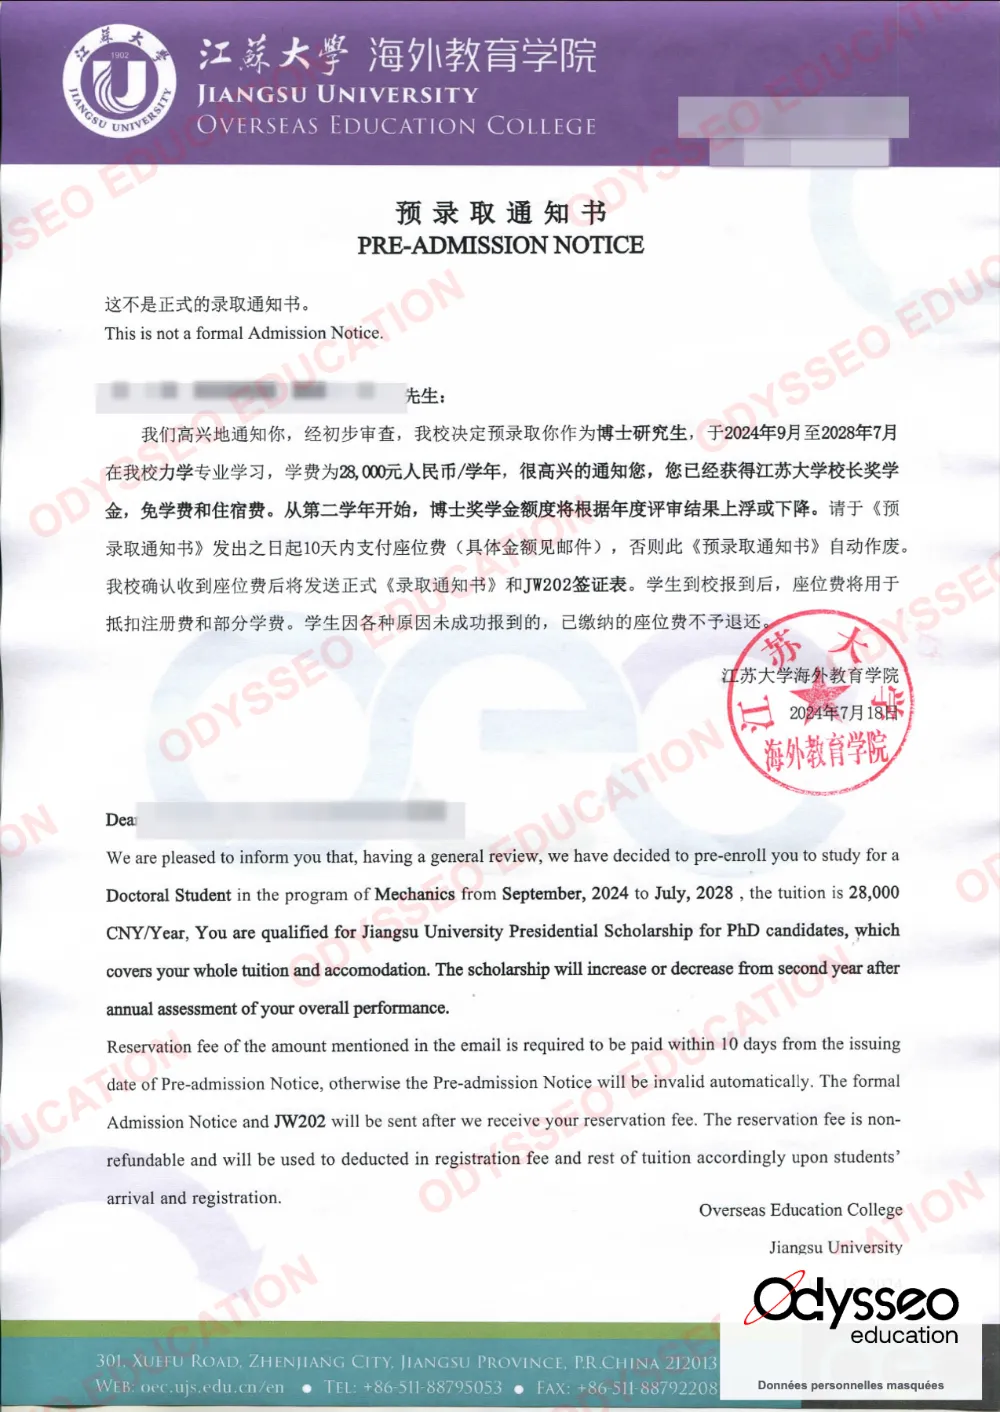 江蘇大學 海外教育学院
JIANGSU UNIVERSITY
OVERSEAS EDUCATION COLLEGE
江蘇大學
1902
JIANGSU UNIVERSITY
预录取通知书
PRE-ADMISSION NOTICE
这不是正式的录取通知书。
This is not a formal Admission Notice.
先生：
我们高兴地通知你，经初步审查，我校决定预录取你作为博士研究生，于2024年9月至2028年7月
在我校力学专业学习，学费为28,000元人民币/学年，很高兴的通知您，您已经获得江苏大学校长奖学
金，免学费和住宿费。从第二学年开始，博士奖学金额度将根据年度评审结果上浮或下降。请于《预
录取通知书》发出之日起10天内支付座位费（具体金额见邮件），否则此《预录取通知书》自动作废。
我校确认收到座位费后将发送正式《录取通知书》和JW202签证表。学生到校报到后，座位费将用于
抵扣注册费和部分学费。学生因各种原因未成功报到的，已缴纳的座位费不予退还。
江苏大学海外教育学院
2024年7月18日
江苏大学
海外教育学院
Dear
We are pleased to inform you that, having a general review, we have decided to pre-enroll you to study for a
Doctoral Student in the program of Mechanics from September, 2024 to July, 2028 , the tuition is 28,000
CNY/Year, You are qualified for Jiangsu University Presidential Scholarship for PhD candidates, which
covers your whole tuition and accomodation. The scholarship will increase or decrease from second year after
annual assessment of your overall performance.
Reservation fee of the amount mentioned in the email is required to be paid within 10 days from the issuing
date of Pre-admission Notice, otherwise the Pre-admission Notice will be invalid automatically. The formal
Admission Notice and JW202 will be sent after we receive your reservation fee. The reservation fee is non-
refundable and will be used to deducted in registration fee and rest of tuition accordingly upon students'
arrival and registration.
Overseas Education College
Jiangsu University
301, XUEFU ROAD, ZHENJIANG CITY, JIANGSU PROVINCE, P.R.CHINA 212013
WEB: oec.ujs.edu.cn/en ● TEL: +86-511-88795053 ● FAX: +86-511-88792208
Odysseo
education
Données personnelles masquées
ODYSSEO EDUCATION